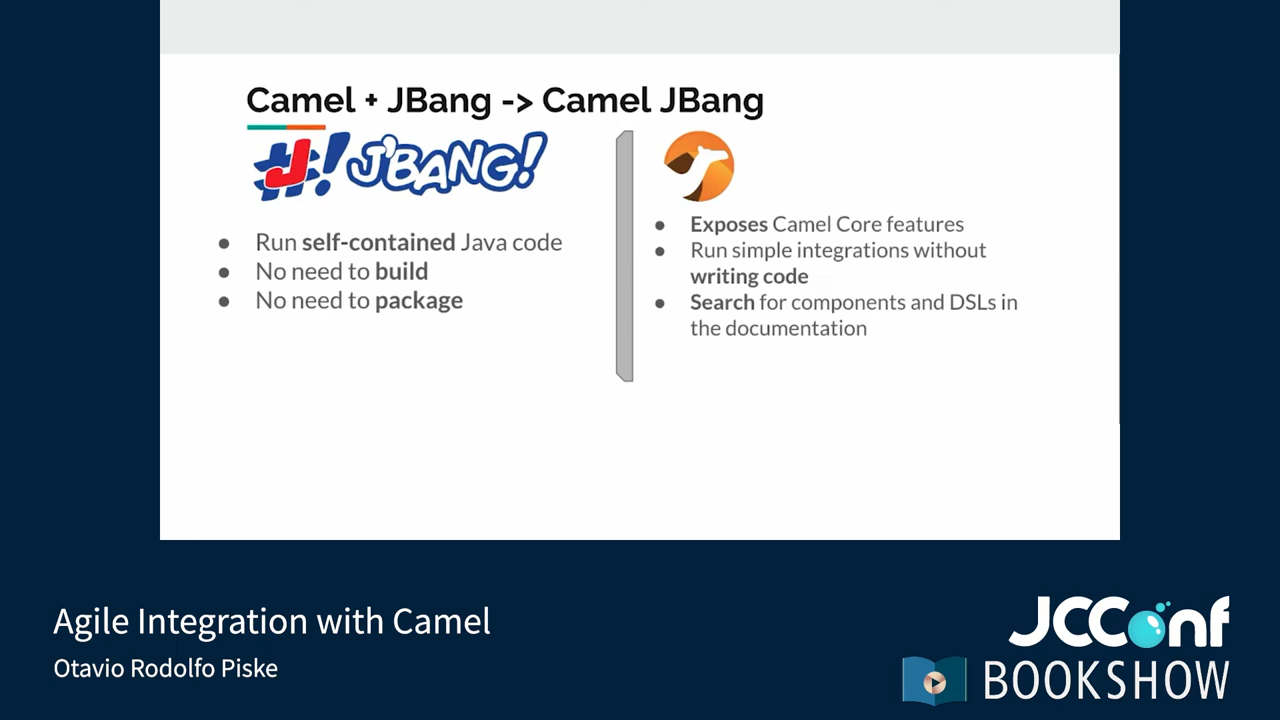 Camel + JBang -> Camel JBang
#J! J'BANG!
● Run self-contained Java code
● No need to build
● No need to package
● Exposes Camel Core features
● Run simple integrations without
writing code
● Search for components and DSLs in
the documentation
Agile Integration with Camel
Otavio Rodolfo Piske
JCConf
BOOKSHOW